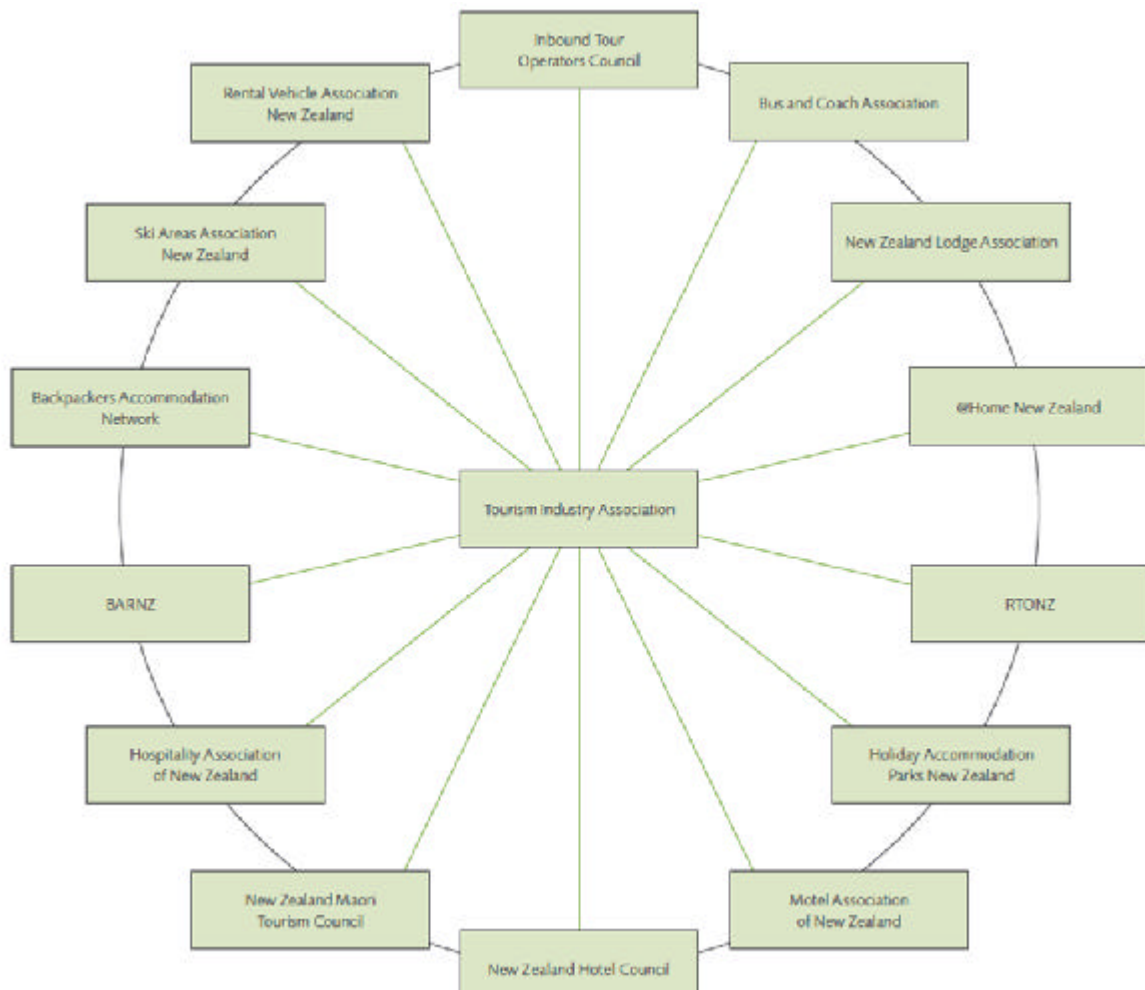 Inbound Tour
Operators Council
Rental Vehicle Association
New Zealand
Bus and Coach Association
Ski Areas Association
New Zealand
New Zealand Lodge Association
Backpackers Accommodation
Network
@Home New Zealand
Tourism Industry Association
BARNZ
RTONZ
Hospitality Association
of New Zealand
Holiday Accommodation
Parks New Zealand
New Zealand Maori
Tourism Council
Motel Association
of New Zealand
New Zealand Hotel Council